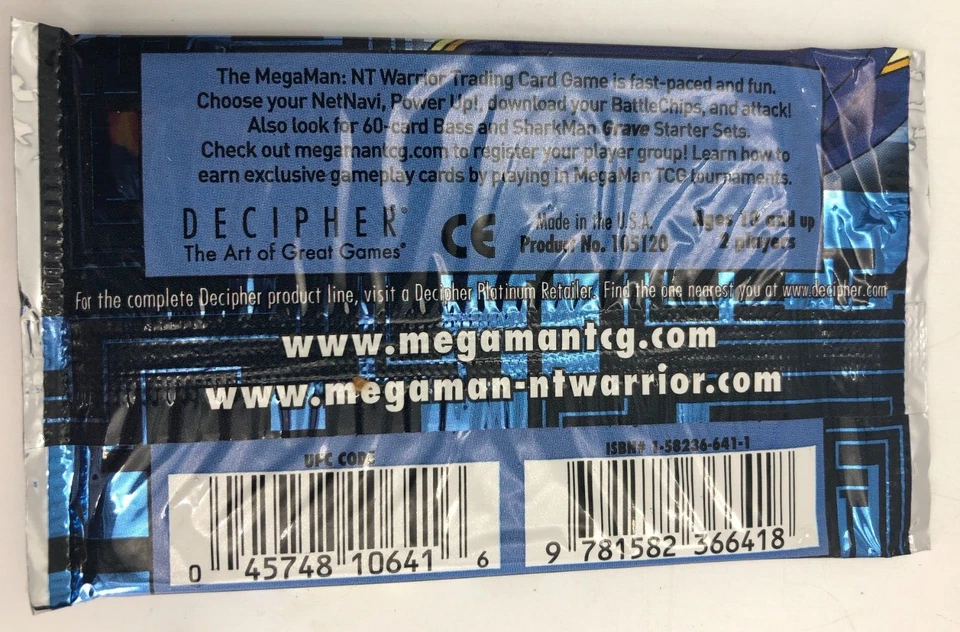 The MegaMan: NT Warrior Trading Card Game is fast-paced and fun.
Choose your NetNavi, Power Up!, download your BattleChips, and attack!
Also look for 60-card Bass and SharkMan Grave Starter Sets.
Check out megamantcg.com to register your player group! Learn how to
earn exclusive gameplay cards by playing in MegaMan TCG tournaments.
DECIPHER®
The Art of Great Games®
CE
Made in the U.S.A.
Product No. 105120
Ages 10 and up
2 players
For the complete Decipher product line, visit a Decipher Platinum Retailer. Find the one nearest you at www.decipher.com
www.megamantcg.com
www.megaman-ntwarrior.com
UPC CODE
0 45748 10641 6
ISBN# 1-58236-641-1
9 781582 366418